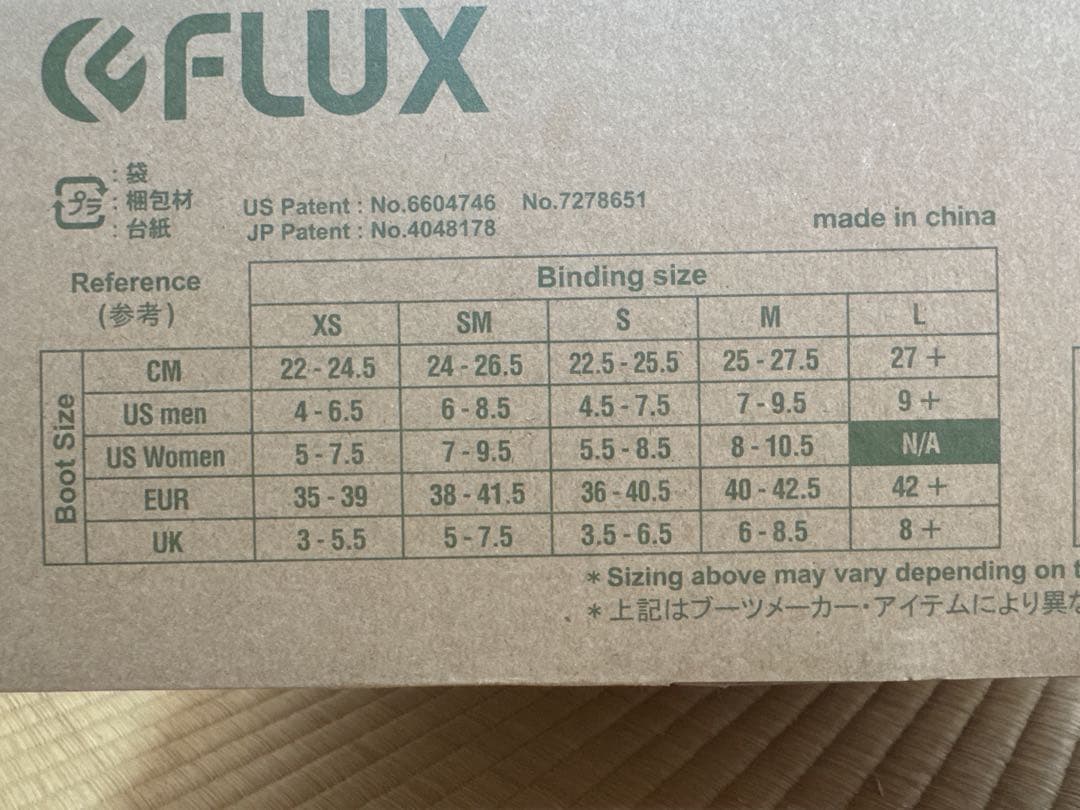 FLUX
: 袋
プラ : 梱包材
: 台紙
US Patent : No.6604746 No.7278651
JP Patent : No.4048178
made in china
Reference
(参考)
Binding size
XS SM S M L
Boot Size
CM 22 - 24.5 24 - 26.5 22.5 - 25.5 25 - 27.5 27 +
US men 4 - 6.5 6 - 8.5 4.5 - 7.5 7 - 9.5 9 +
US Women 5 - 7.5 7 - 9.5 5.5 - 8.5 8 - 10.5 N/A
EUR 35 - 39 38 - 41.5 36 - 40.5 40 - 42.5 42 +
UK 3 - 5.5 5 - 7.5 3.5 - 6.5 6 - 8.5 8 +
* Sizing above may vary depending on
* 上記はブーツメーカー・アイテムにより異な